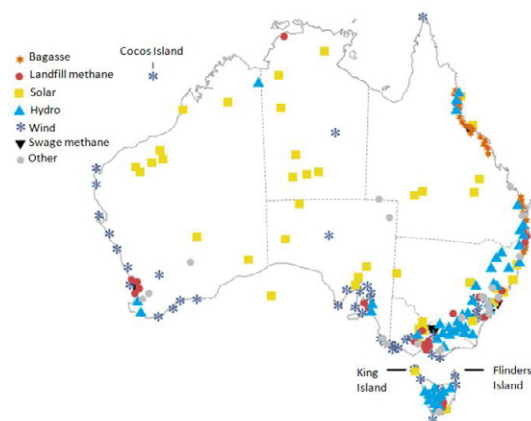 Cocos Island
Bagasse
Landfill methane
Solar
Hydro
Wind
Swage methane
Other
King
Island
Flinders
Island